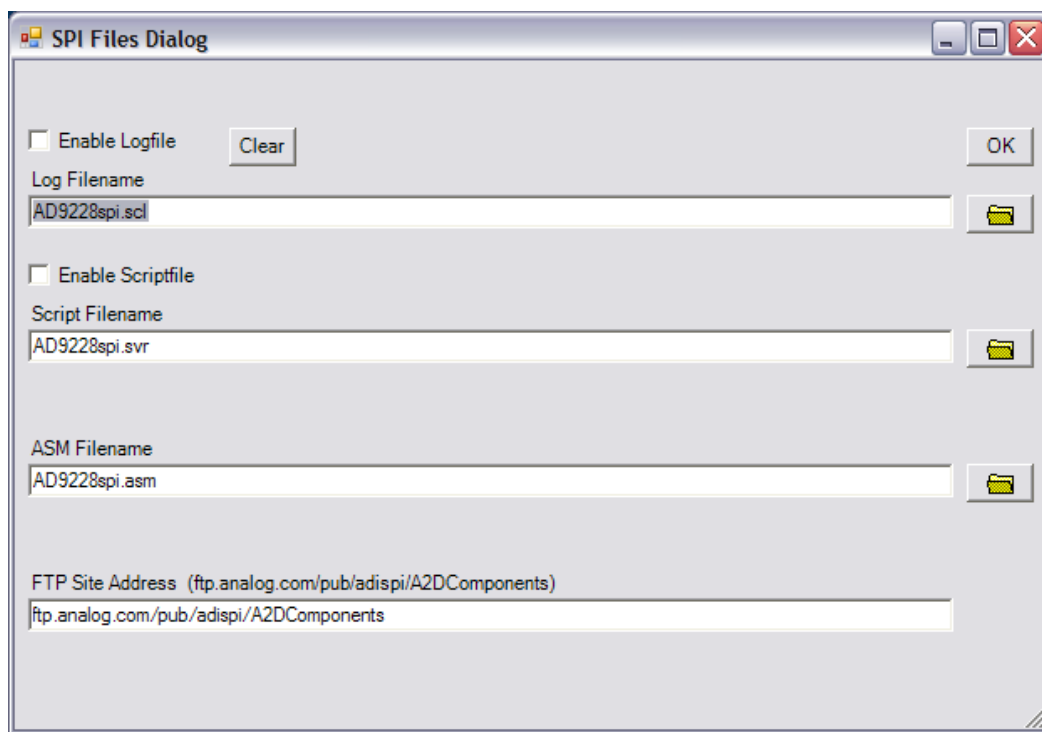 SPI Files Dialog
Enable Logfile
Clear
OK
Log Filename
AD9228spi.scl
Enable Scriptfile
Script Filename
AD9228spi.svr
ASM Filename
AD9228spi.asm
FTP Site Address  (ftp.analog.com/pub/adispi/A2DComponents)
ftp.analog.com/pub/adispi/A2DComponents